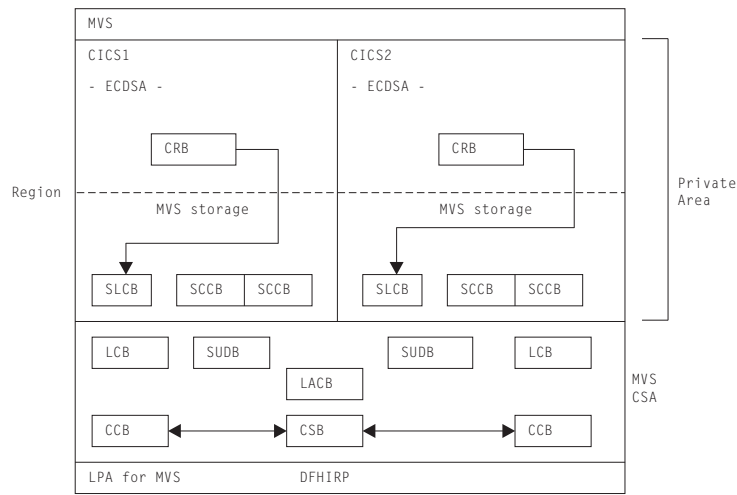 MVS
CICS1 CICS2
- ECDSA - - ECDSA -
CRB CRB
Region Private
Area
MVS storage MVS storage
SLCB SCCB SCCB SLCB SCCB SCCB
LCB SUDB SUDB LCB
LACB MVS
CSA
CCB CSB CCB
LPA for MVS DFHIRP